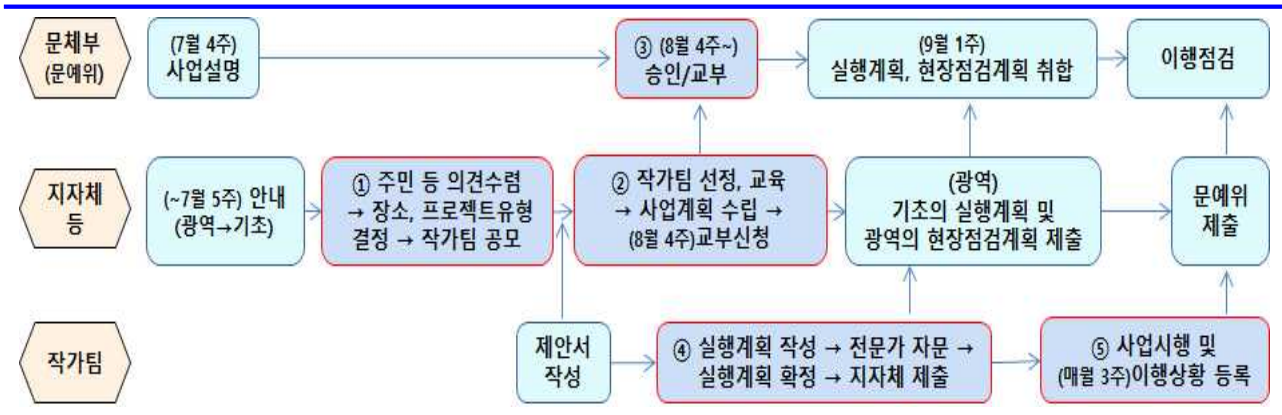 문체부
(문예위)
(7월 4주)
사업설명
③ (8월 4주~)
승인/교부
(9월 1주)
실행계획, 현장점검계획 취합
이행점검
지자체
등
(~7월 5주) 안내
(광역→기초)
① 주민 등 의견수렴
→ 장소, 프로젝트유형
결정 → 작가팀 공모
② 작가팀 선정, 교육
→ 사업계획 수립 →
(8월 4주)교부신청
(광역)
기초의 실행계획 및
광역의 현장점검계획 제출
문예위
제출
작가팀
제안서
작성
④ 실행계획 작성 → 전문가 자문 →
실행계획 확정 → 지자체 제출
⑤ 사업시행 및
(매월 3주)이행상황 등록